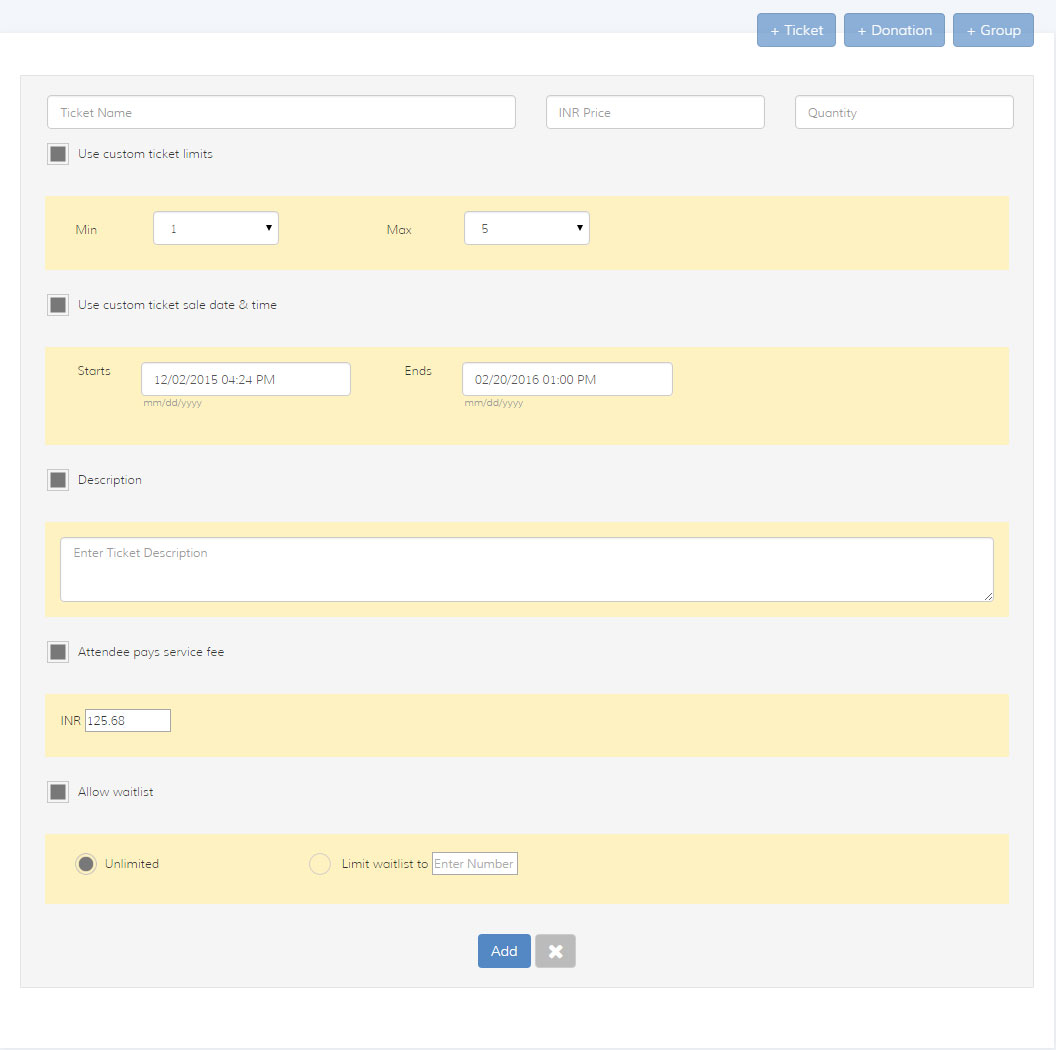 + Ticket + Donation + Group
Ticket Name INR Price Quantity
Use custom ticket limits
Min 1 Max 5
Use custom ticket sale date & time
Starts 12/02/2015 04:24 PM Ends 02/20/2016 01:00 PM
mm/dd/yyyy mm/dd/yyyy
Description
Enter Ticket Description
Attendee pays service fee
INR 125.68
Allow waitlist
Unlimited Limit waitlist to Enter Number
Add